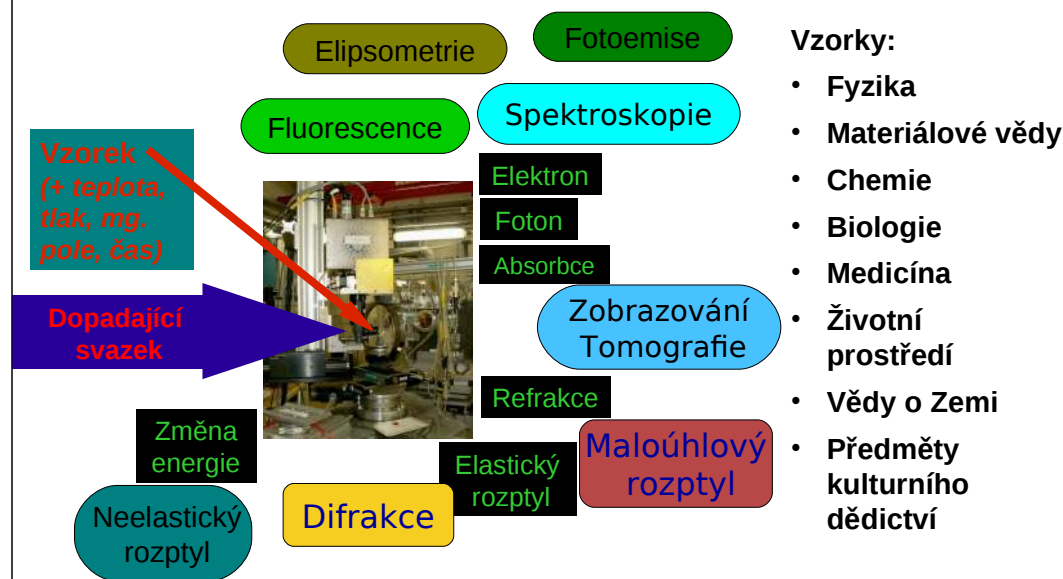 Elipsometrie
Fotoemise
Fluorescence
Spektroskopie
Vzorek
(+ teplota,
tlak, mg.
pole, čas)
Dopadající
svazek
Elektron
Foton
Absorbce
Zobrazování
Tomografie
Refrakce
Změna
energie
Elastický
rozptyl
Maloúhlový
rozptyl
Neelastický
rozptyl
Difrakce
Vzorky:
• Fyzika
• Materiálové vědy
• Chemie
• Biologie
• Medicína
• Životní
prostředí
• Vědy o Zemi
• Předměty
kulturního
dědictví